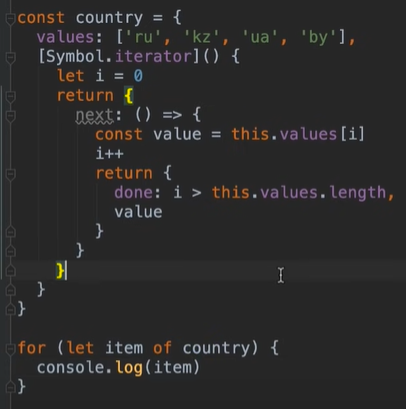 const country = {
  values: ['ru', 'kz', 'ua', 'by'],
  [Symbol.iterator]() {
    let i = 0
    return {
      next: () => {
        const value = this.values[i]
        i++
        return {
          done: i > this.values.length,
          value
        }
      }
    }
  }
}

for (let item of country) {
  console.log(item)
}